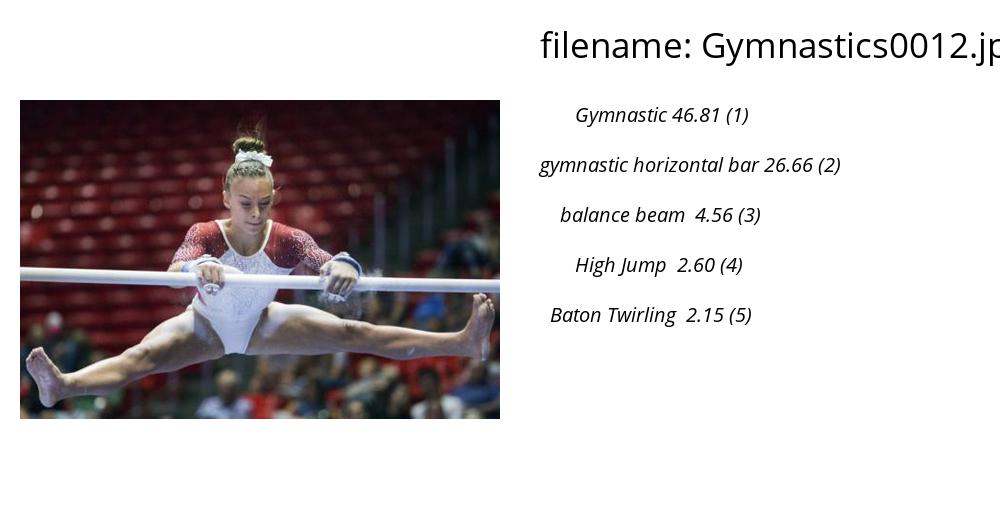 filename: Gymnastics0012.jp
Gymnastic 46.81 (1)
gymnastic horizontal bar 26.66 (2)
balance beam 4.56 (3)
High Jump 2.60 (4)
Baton Twirling 2.15 (5)